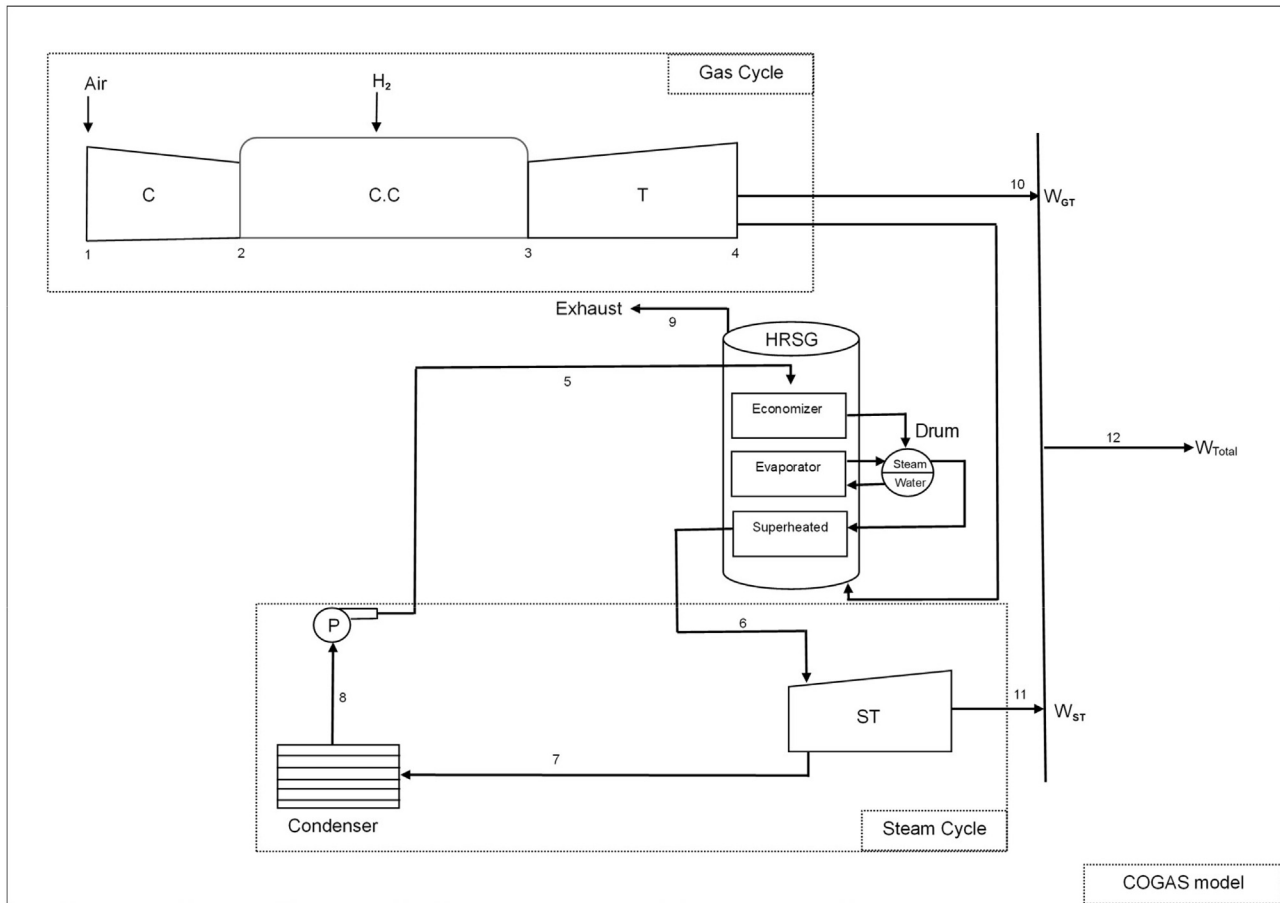 Gas Cycle
Air
H₂
C
C.C
T
1
2
3
4
10
W_GT
Exhaust
9
HRSG
5
Economizer
Drum
Evaporator
Steam
Water
Superheated
12
W_Total
P
6
8
ST
11
W_ST
7
Condenser
Steam Cycle
COGAS model